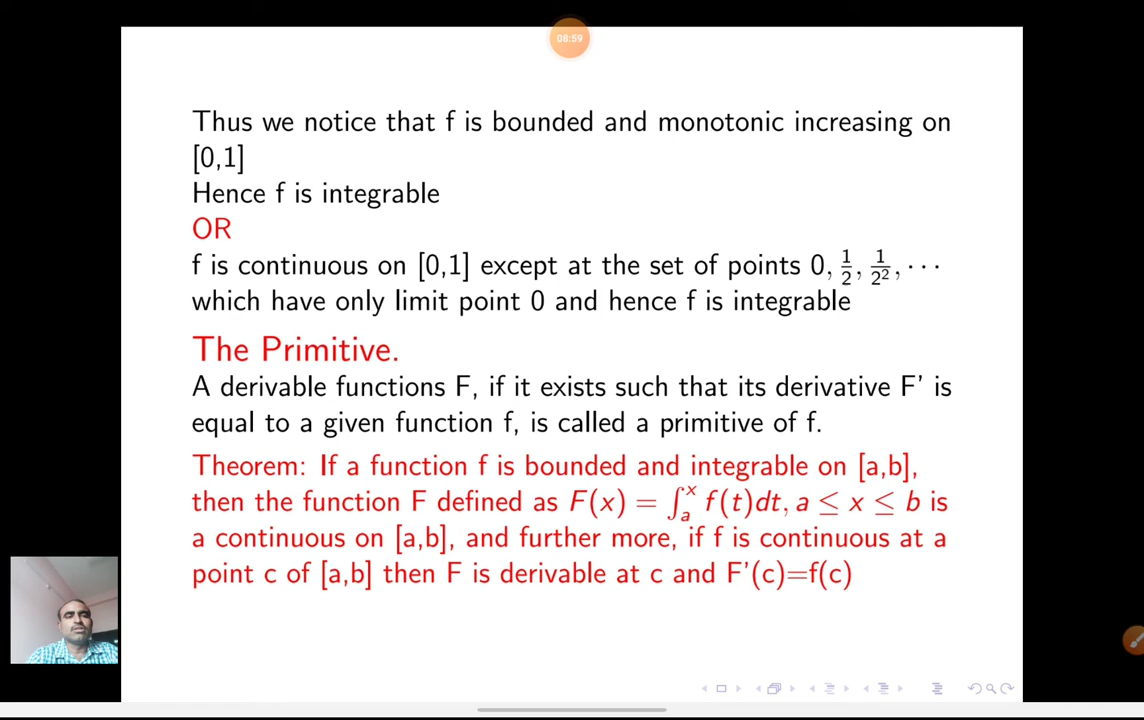 08:59
Thus we notice that f is bounded and monotonic increasing on
[0,1]
Hence f is integrable
OR
f is continuous on [0,1] except at the set of points 0, 1/2, 1/2², ⋯
which have only limit point 0 and hence f is integrable
The Primitive.
A derivable functions F, if it exists such that its derivative F' is
equal to a given function f, is called a primitive of f.
Theorem: If a function f is bounded and integrable on [a,b],
then the function F defined as F(x) = ∫ₐˣ f(t)dt, a ≤ x ≤ b is
a continuous on [a,b], and further more, if f is continuous at a
point c of [a,b] then F is derivable at c and F'(c)=f(c)